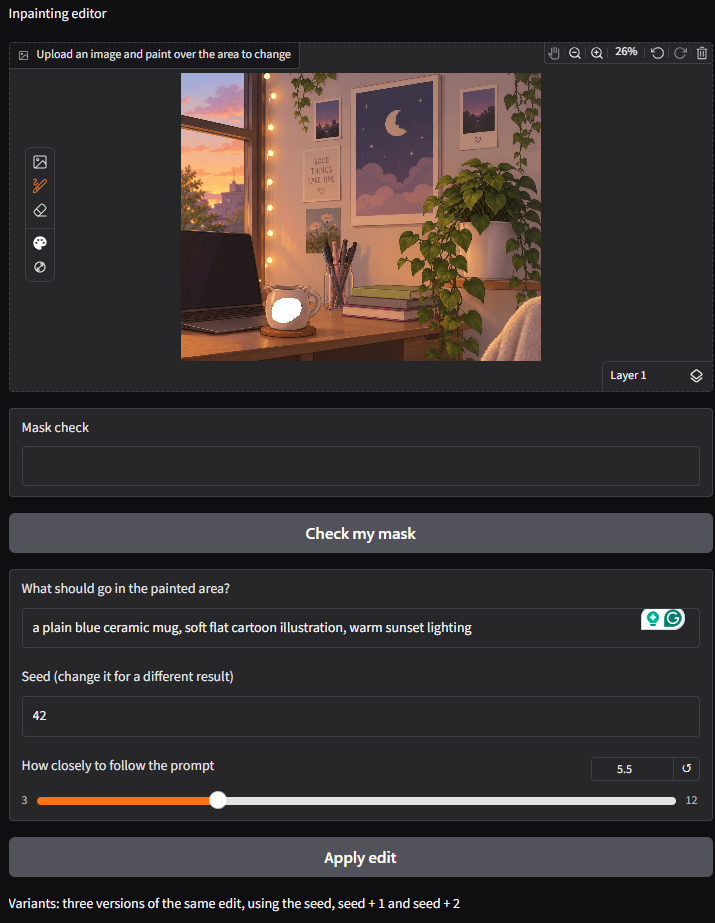 Inpainting editor
Upload an image and paint over the area to change
26%
GOOD
THINGS
TAKE TIME
Layer 1
Mask check
Check my mask
What should go in the painted area?
a plain blue ceramic mug, soft flat cartoon illustration, warm sunset lighting
Seed (change it for a different result)
42
How closely to follow the prompt
5.5
3
12
Apply edit
Variants: three versions of the same edit, using the seed, seed + 1 and seed + 2